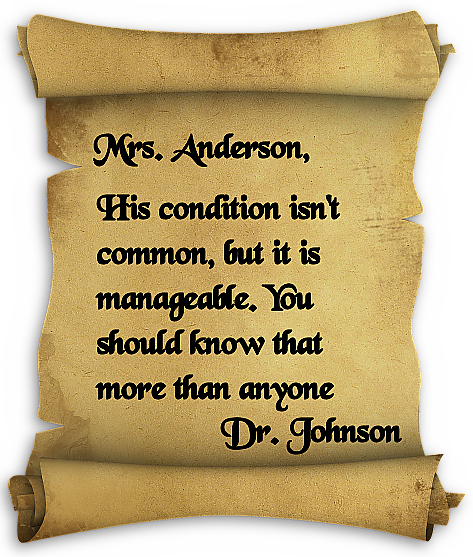 Mrs. Anderson,
His condition isn't
common, but it is
manageable. You
should know that
more than anyone
Dr. Johnson